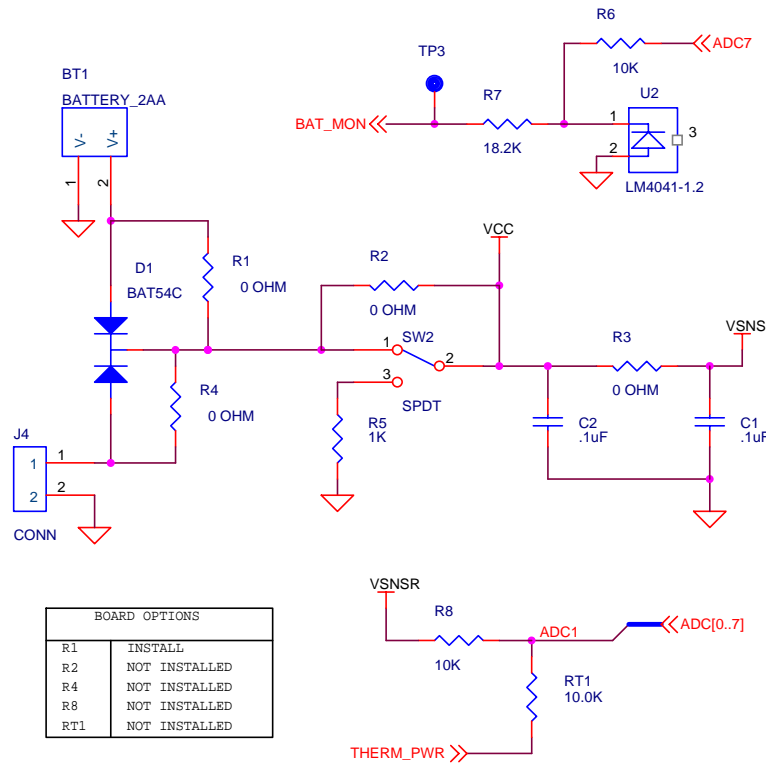 R6
ADC7
10K
TP3
BT1
BATTERY_2AA
R7
U2
V-
V+
BAT_MON
1
3
18.2K
2
1
2
LM4041-1.2
VCC
R2
D1
R1
BAT54C
0 OHM
0 OHM
VSNS
SW2
R3
1
2
3
R4
0 OHM
SPDT
0 OHM
R5
1K
C2
.1uF
C1
.1uF
J4
1
1
2
2
CONN
VSNSR
BOARD OPTIONS
R1 INSTALL
R2 NOT INSTALLED
R4 NOT INSTALLED
R8 NOT INSTALLED
RT1 NOT INSTALLED
R8
ADC1
ADC[0..7]
10K
RT1
10.0K
THERM_PWR